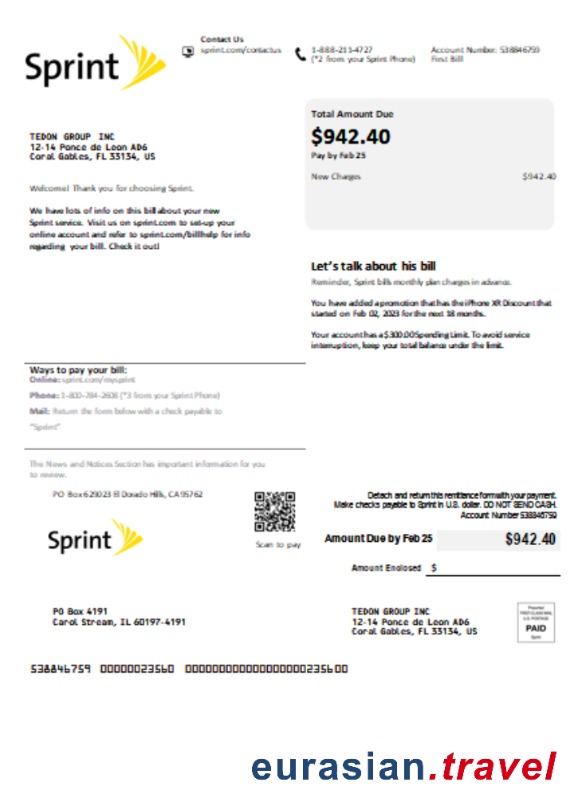 Sprint
Contact Us
sprint.com/contactus
1-888-211-4727
(*2 from your Sprint Phone)
Account Number: 538846759
First Bill
Total Amount Due
$942.40
Pay by Feb 25
New Charges $942.40
TEDON GROUP INC
12-14 Ponce de Leon AD6
Coral Gables, FL 33134, US
Welcome! Thank you for choosing Sprint.
We have lots of info on this bill about your new
Sprint service. Visit us on sprint.com to set-up your
online account and refer to sprint.com/billhelp for info
regarding your bill. Check it out!
Let's talk about his bill
Reminder, Sprint bills monthly plan charges in advance.
You have added a promotion that has the iPhone XR Discount that
started on Feb 02, 2023 for the next 18 months.
Your account has a $300.00 Spending Limit. To avoid service
interruption, keep your total balance under the limit.
Ways to pay your bill:
Online: sprint.com/mysprint
Phone: 1-800-784-2608 (*3 from your Sprint Phone)
Mail: Return the form below with a check payable to
"Sprint"
The News and Notices Section has important information for you
to review.
PO Box 629023 El Dorado Hills, CA 95762
Sprint
Scan to pay
Detach and return this remittance form with your payment.
Make checks payable to Sprint in U.S. dollar. DO NOT SEND CASH.
Account Number 538846759
Amount Due by Feb 25 $942.40
Amount Enclosed $
PO Box 4191
Carol Stream, IL 60197-4191
TEDON GROUP INC
12-14 Ponce de Leon AD6
Coral Gables, FL 33134, US
Presorted
FIRST-CLASS MAIL
U.S. POSTAGE
PAID
Sprint
538846759 00000023560 00000000000000000000235600
eurasian.travel